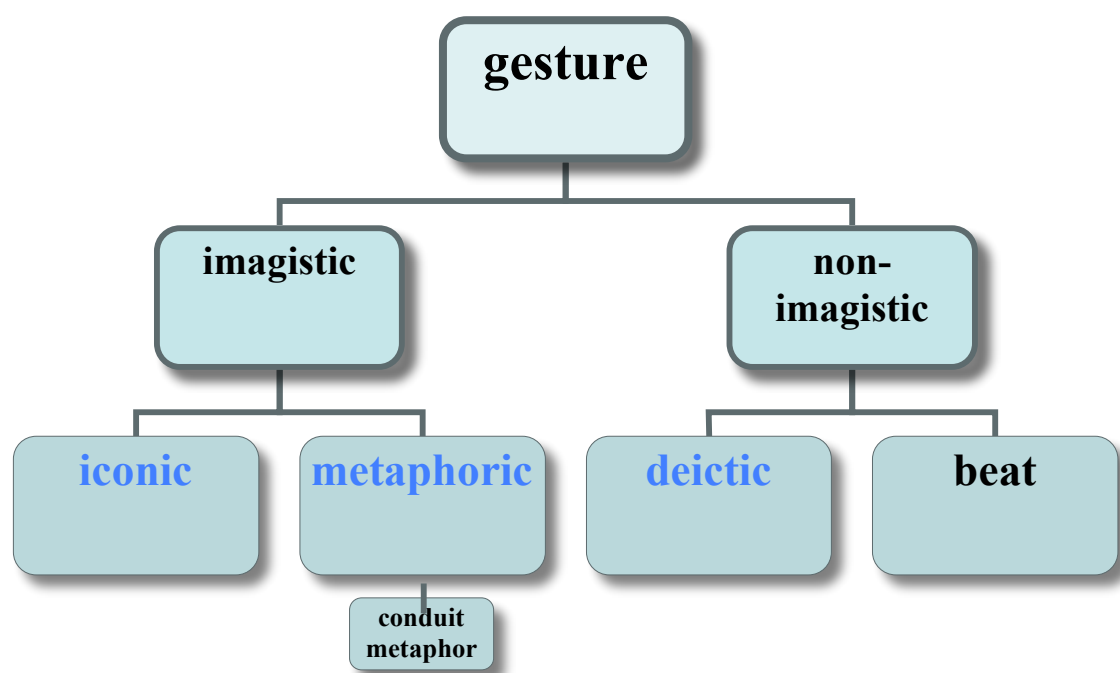 gesture
imagistic
non-
imagistic
iconic
metaphoric
deictic
beat
conduit
metaphor